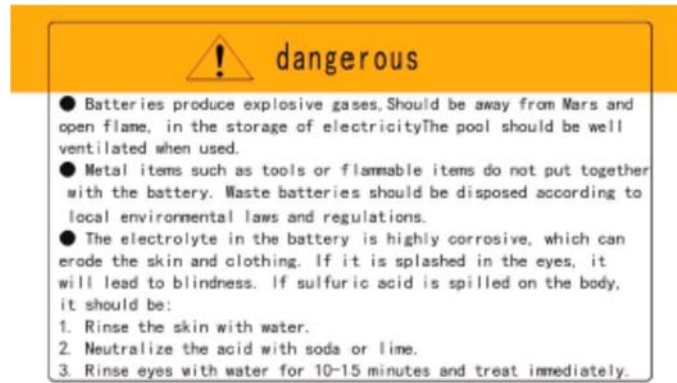 dangerous
● Batteries produce explosive gases,Should be away from Mars and
open flame, in the storage of electricityThe pool should be well
ventilated when used.
● Metal items such as tools or flammable items do not put together
with the battery. Waste batteries should be disposed according to
local environmental laws and regulations.
● The electrolyte in the battery is highly corrosive, which can
erode the skin and clothing. If it is splashed in the eyes, it
will lead to blindness. If sulfuric acid is spilled on the body,
it should be:
1. Rinse the skin with water.
2. Neutralize the acid with soda or lime.
3. Rinse eyes with water for 10-15 minutes and treat immediately.